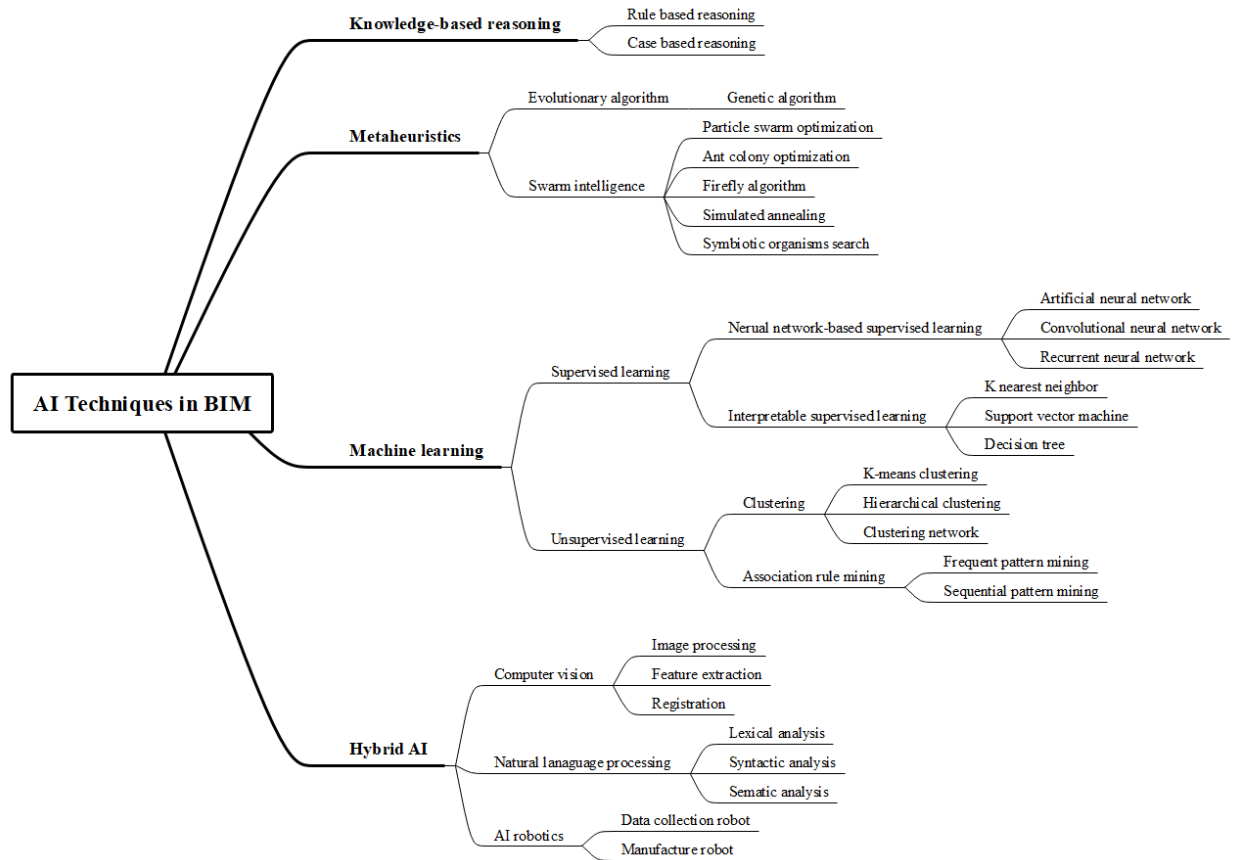 Knowledge-based reasoning
Rule based reasoning
Case based reasoning
Metaheuristics
Evolutionary algorithm
Genetic algorithm
Swarm intelligence
Particle swarm optimization
Ant colony optimization
Firefly algorithm
Simulated annealing
Symbiotic organisms search
AI Techniques in BIM
Machine learning
Supervised learning
Nerual network-based supervised learning
Artificial neural network
Convolutional neural network
Recurrent neural network
Interpretable supervised learning
K nearest neighbor
Support vector machine
Decision tree
Unsupervised learning
Clustering
K-means clustering
Hierarchical clustering
Clustering network
Association rule mining
Frequent pattern mining
Sequential pattern mining
Hybrid AI
Computer vision
Image processing
Feature extraction
Registration
Natural lanaguage processing
Lexical analysis
Syntactic analysis
Sematic analysis
AI robotics
Data collection robot
Manufacture robot